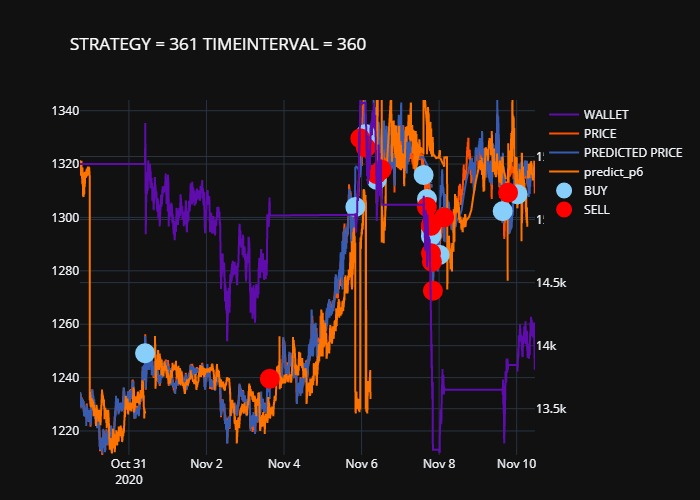 STRATEGY = 361 TIMEINTERVAL = 360
1340
1320
1300
1280
1260
1240
1220
14.5k
14k
13.5k
WALLET
PRICE
PREDICTED PRICE
predict_p6
BUY
SELL
Oct 31
2020
Nov 2
Nov 4
Nov 6
Nov 8
Nov 10